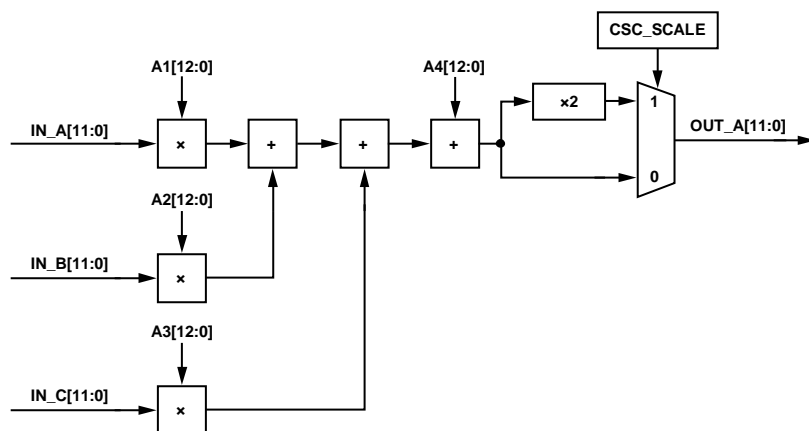 CSC_SCALE
A1[12:0]
A4[12:0]
×2
1
IN_A[11:0]
×
+
+
+
OUT_A[11:0]
0
A2[12:0]
IN_B[11:0]
×
A3[12:0]
IN_C[11:0]
×